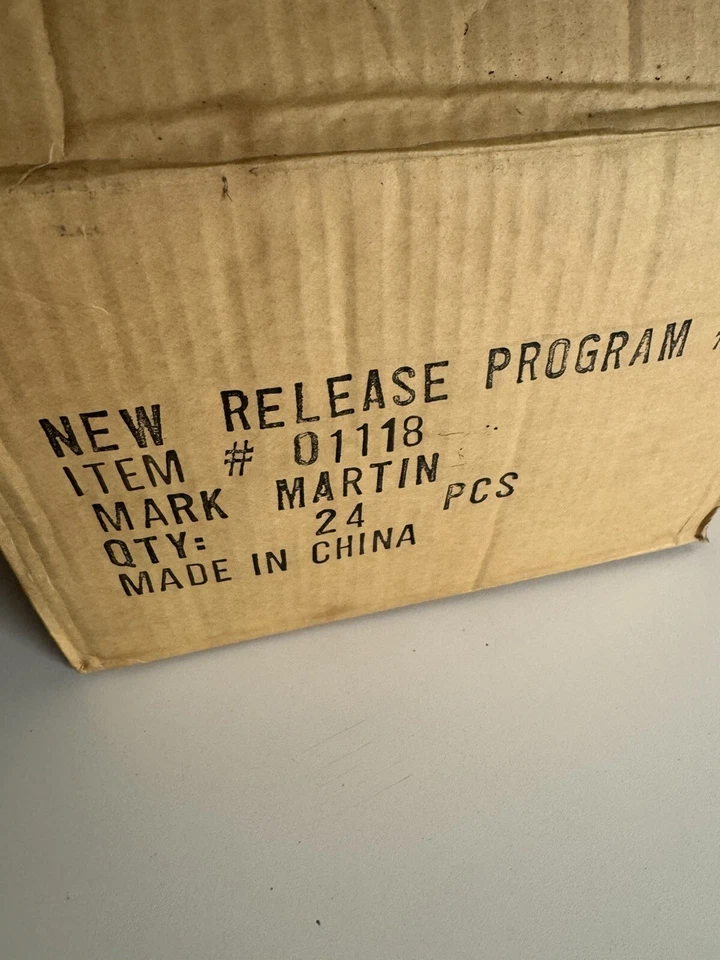 NEW RELEASE PROGRAM
ITEM # 01118
MARK MARTIN
QTY: 24 PCS
MADE IN CHINA